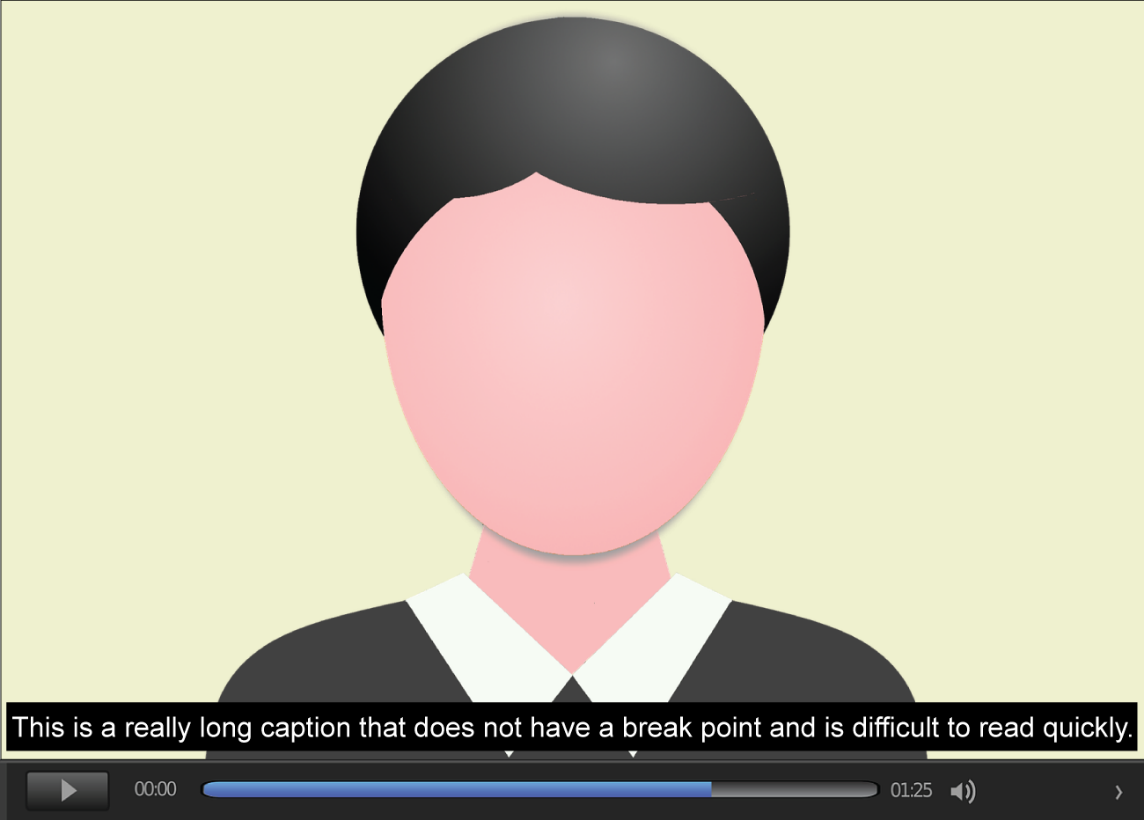 This is a really long caption that does not have a break point and is difficult to read quickly.
00:00 01:25